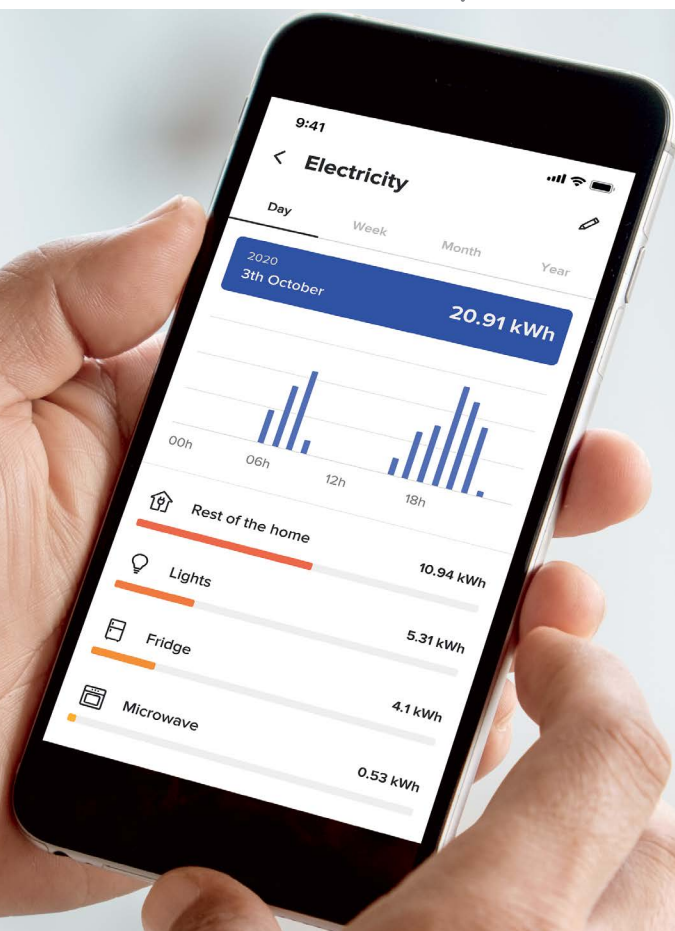 9:41
Electricity
Day Week Month Year
2020
3th October
20.91 kWh
00h 06h 12h 18h
Rest of the home
10.94 kWh
Lights
5.31 kWh
Fridge
4.1 kWh
Microwave
0.53 kWh